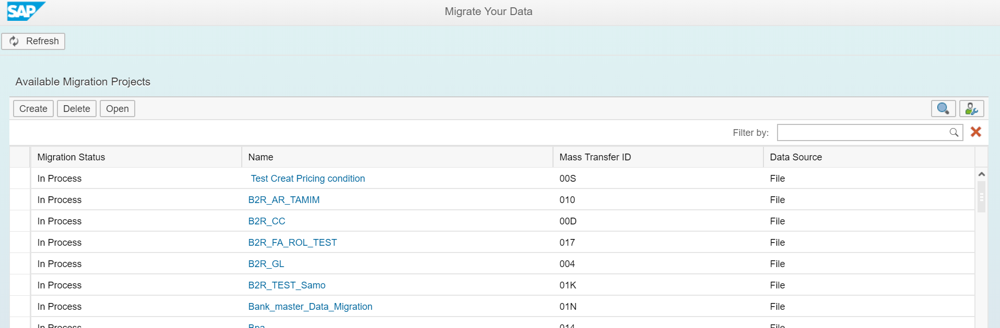 SAP Migrate Your Data
Refresh
Available Migration Projects
Create Delete Open
Filter by:
Migration Status Name Mass Transfer ID Data Source
In Process Test Creat Pricing condition 00S File
In Process B2R_AR_TAMIM 010 File
In Process B2R_CC 00D File
In Process B2R_FA_ROL_TEST 017 File
In Process B2R_GL 004 File
In Process B2R_TEST_Samo 01K File
In Process Bank_master_Data_Migration 01N File
In Process Bpa 014 File